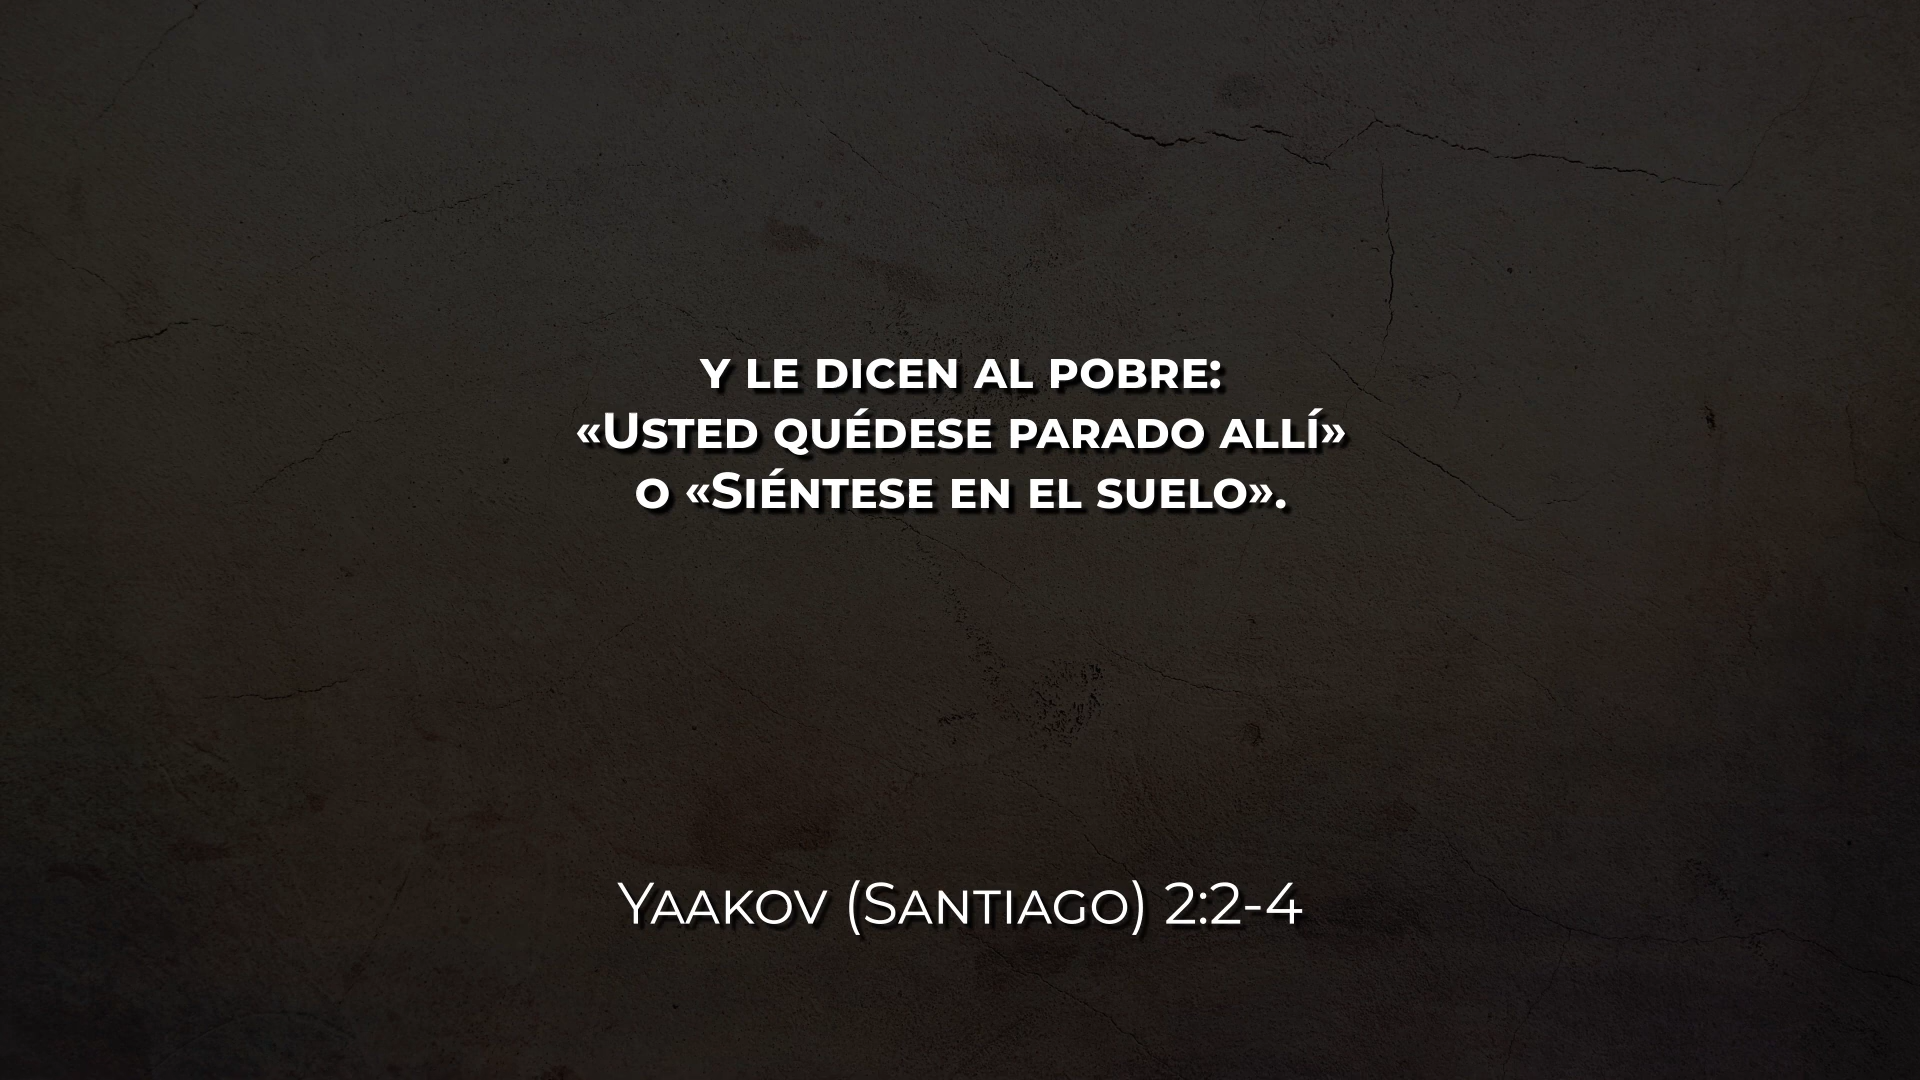 Y le dicen al pobre:
«Usted quédese parado allí»
o «Siéntese en el suelo».
Yaakov (Santiago) 2:2-4